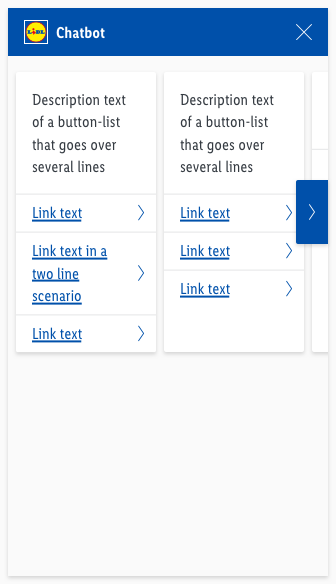 LIDL
Chatbot
Description text
of a button-list
that goes over
several lines
Link text
Link text in a
two line
scenario
Link text
Description text
of a button-list
that goes over
several lines
Link text
Link text
Link text